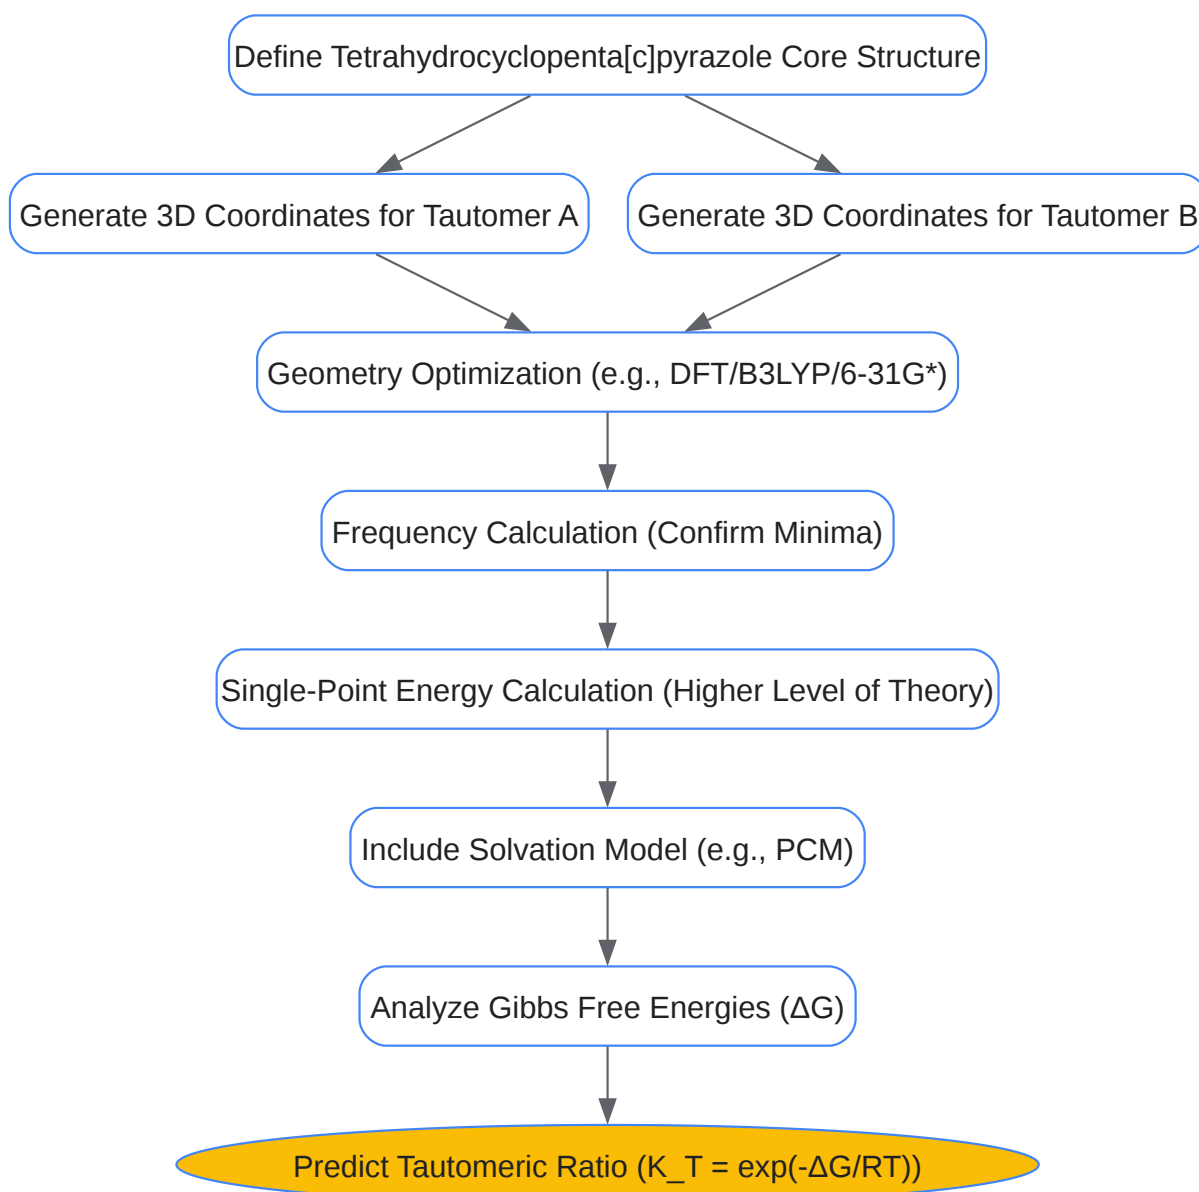 Define Tetrahydrocyclopenta[c]pyrazole Core Structure
Generate 3D Coordinates for Tautomer A
Generate 3D Coordinates for Tautomer B
Geometry Optimization (e.g., DFT/B3LYP/6-31G*)
Frequency Calculation (Confirm Minima)
Single-Point Energy Calculation (Higher Level of Theory)
Include Solvation Model (e.g., PCM)
Analyze Gibbs Free Energies (ΔG)
Predict Tautomeric Ratio (K_T = exp(-ΔG/RT))